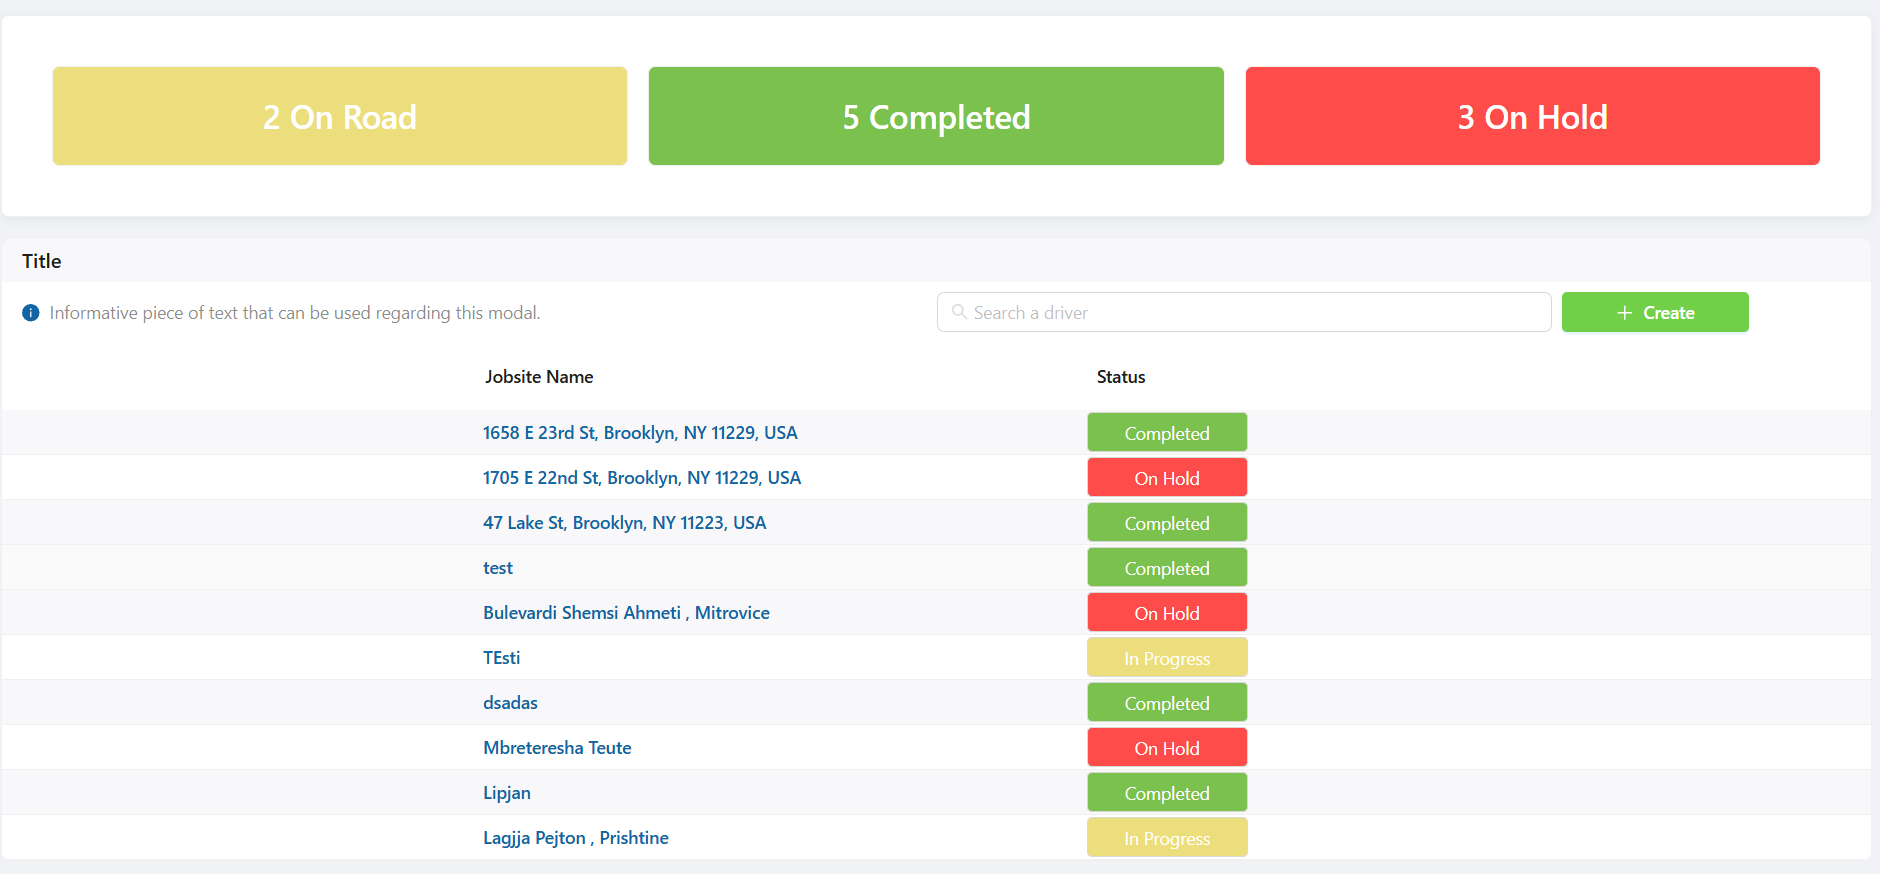 2 On Road
5 Completed
3 On Hold
Title
Informative piece of text that can be used regarding this modal.
Search a driver
Create
Jobsite Name Status
1658 E 23rd St, Brooklyn, NY 11229, USA Completed
1705 E 22nd St, Brooklyn, NY 11229, USA On Hold
47 Lake St, Brooklyn, NY 11223, USA Completed
test Completed
Bulevardi Shemsi Ahmeti , Mitrovice On Hold
TEsti In Progress
dsadas Completed
Mbreteresha Teute On Hold
Lipjan Completed
Lagjja Pejton , Prishtine In Progress